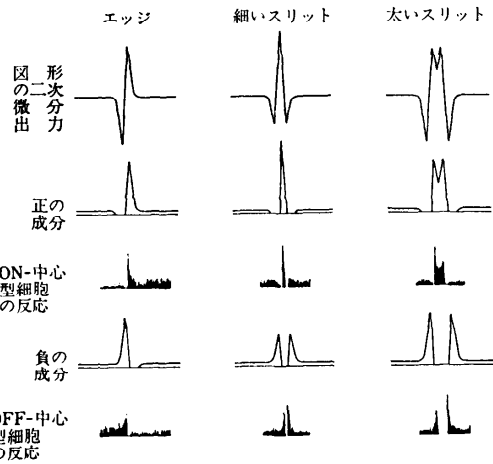 エッジ
細いスリット
太いスリット
図形
の二次
微分
出力
正の
成分
ON-中心
型細胞
の反応
負の
成分
OFF-中心
型細胞
の反応